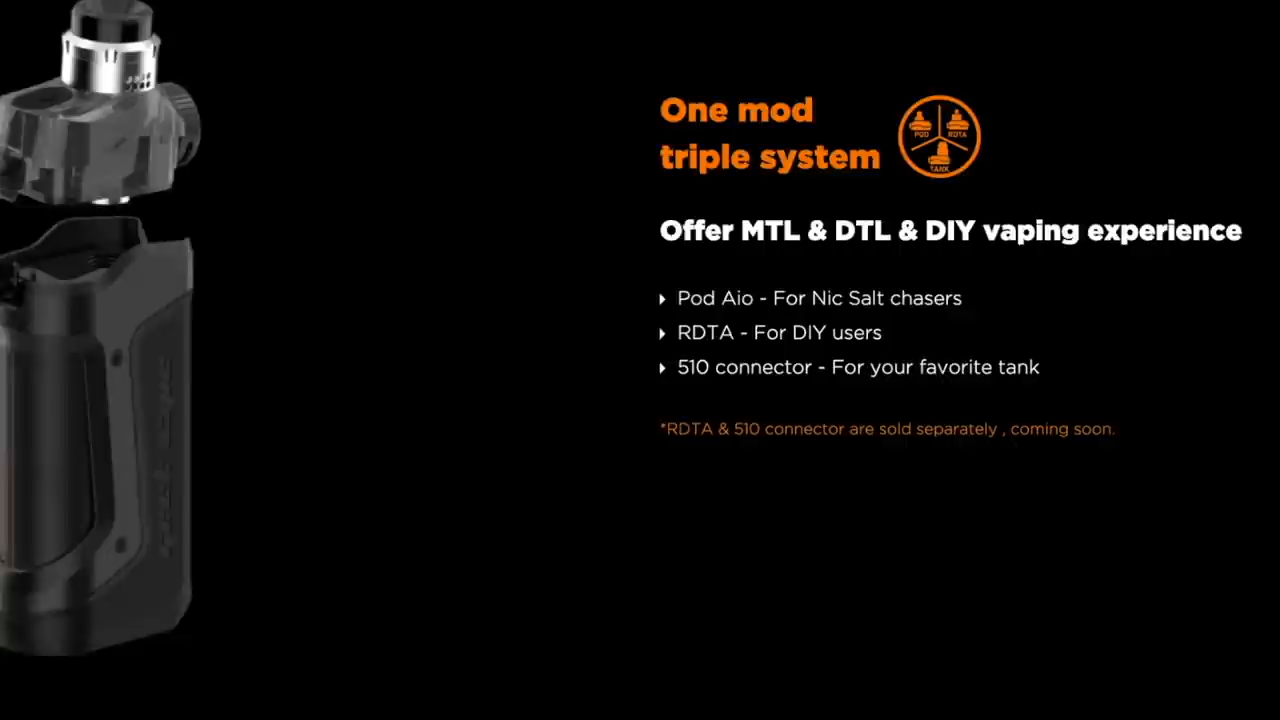 One mod
triple system
POD
RDTA
TANK
Offer MTL & DTL & DIY vaping experience
Pod Aio - For Nic Salt chasers
RDTA - For DIY users
510 connector - For your favorite tank
*RDTA & 510 connector are sold separately , coming soon.